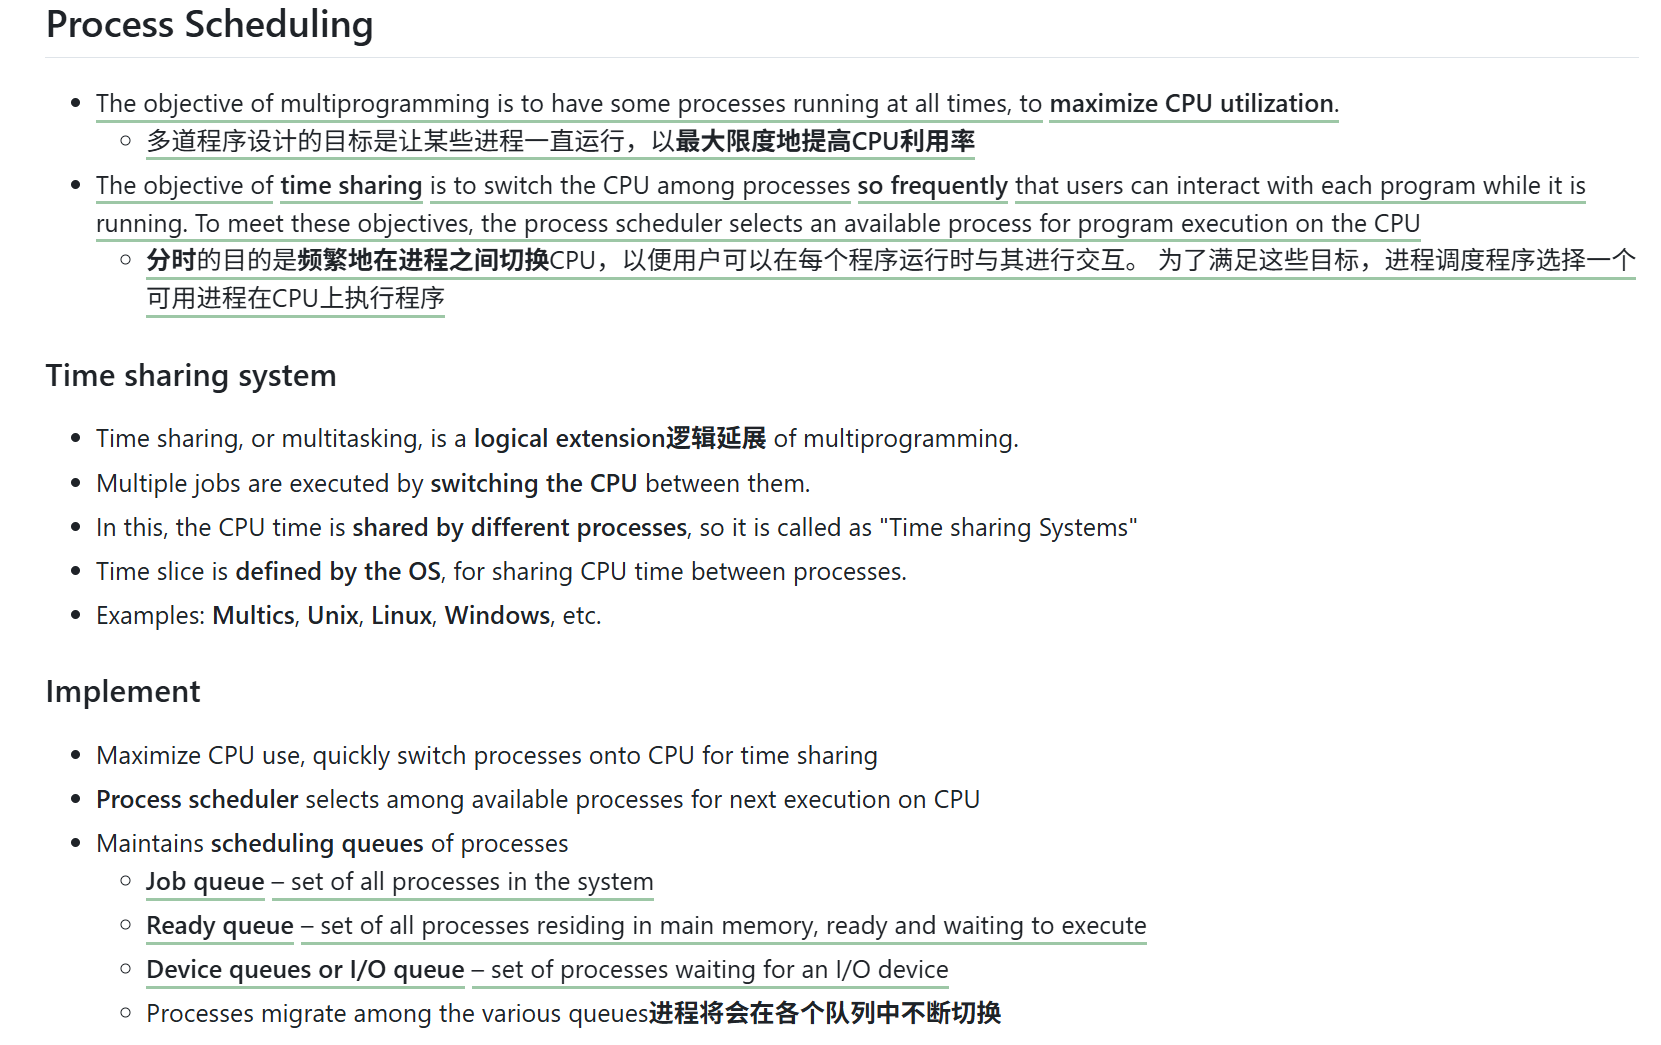 Process Scheduling
The objective of multiprogramming is to have some processes running at all times, to maximize CPU utilization.
多道程序设计的目标是让某些进程一直运行，以最大限度地提高CPU利用率
The objective of time sharing is to switch the CPU among processes so frequently that users can interact with each program while it is
running. To meet these objectives, the process scheduler selects an available process for program execution on the CPU
分时的目的是频繁地在进程之间切换CPU，以便用户可以在每个程序运行时与其进行交互。 为了满足这些目标，进程调度程序选择一个
可用进程在CPU上执行程序
Time sharing system
Time sharing, or multitasking, is a logical extension逻辑延展 of multiprogramming.
Multiple jobs are executed by switching the CPU between them.
In this, the CPU time is shared by different processes, so it is called as "Time sharing Systems"
Time slice is defined by the OS, for sharing CPU time between processes.
Examples: Multics, Unix, Linux, Windows, etc.
Implement
Maximize CPU use, quickly switch processes onto CPU for time sharing
Process scheduler selects among available processes for next execution on CPU
Maintains scheduling queues of processes
Job queue – set of all processes in the system
Ready queue – set of all processes residing in main memory, ready and waiting to execute
Device queues or I/O queue – set of processes waiting for an I/O device
Processes migrate among the various queues进程将会在各个队列中不断切换